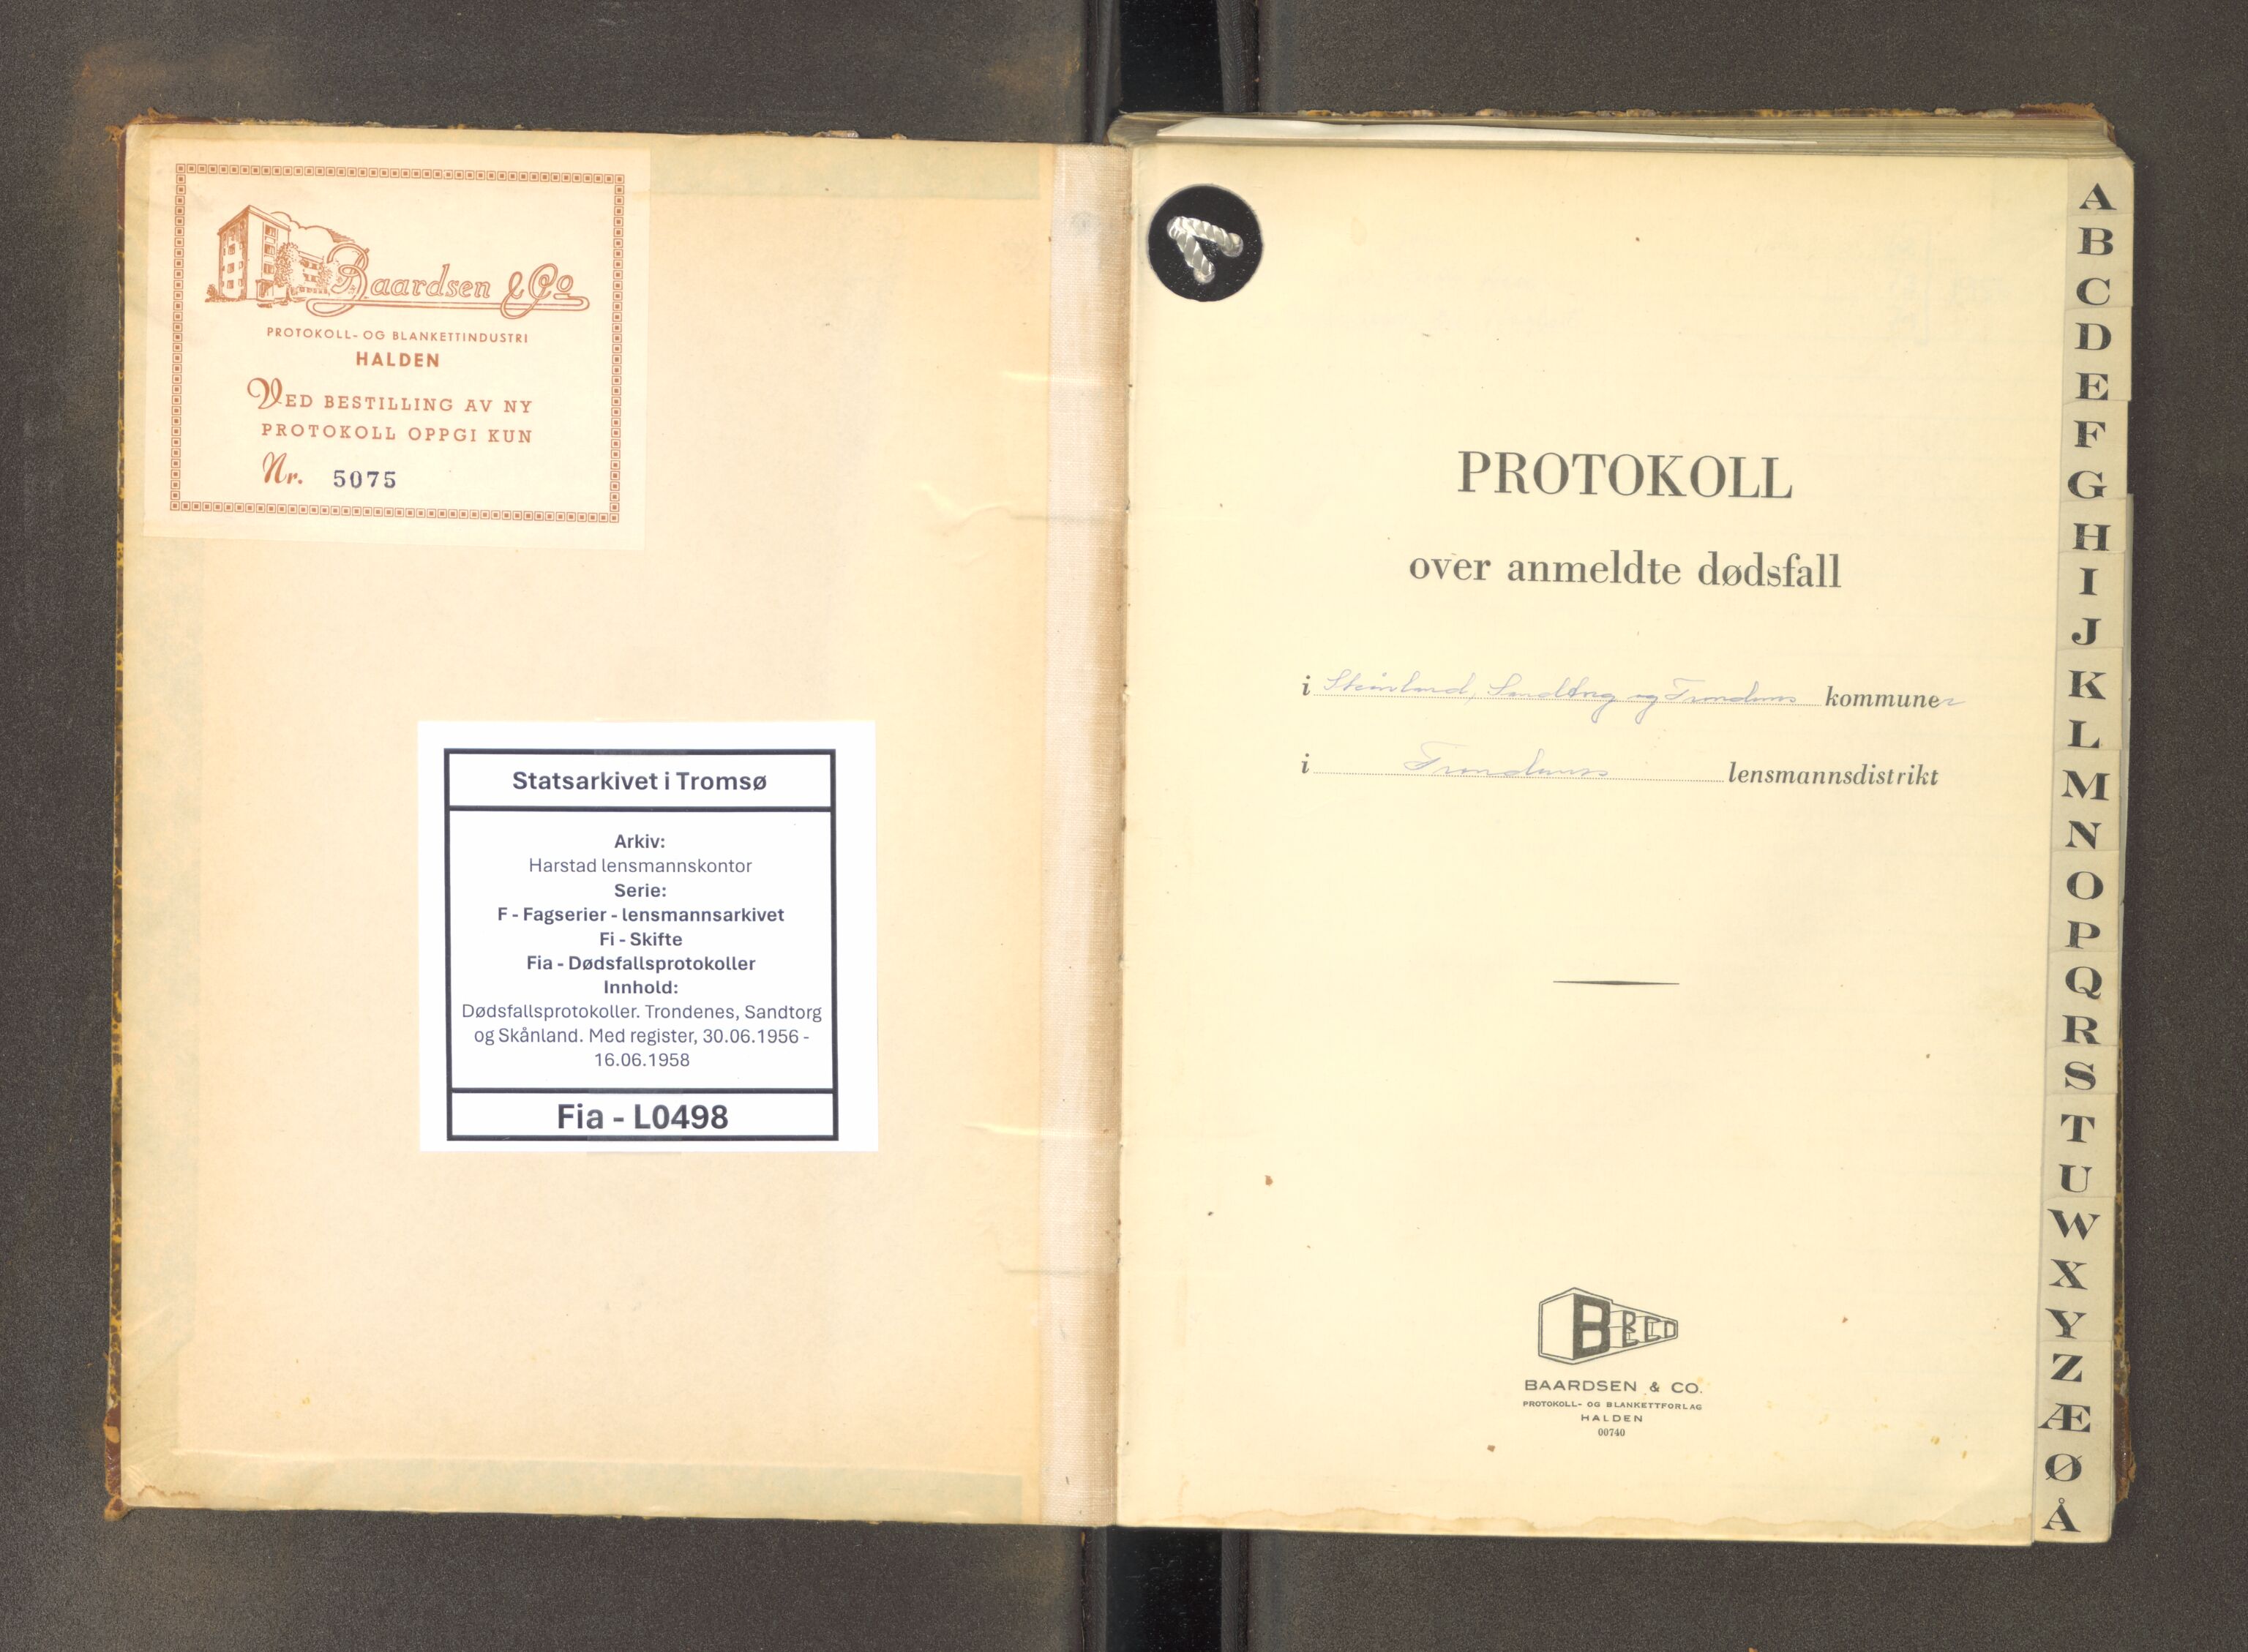 Baardsen & Co
PROTOKOLL- OG BLANKETTINDUSTRI
HALDEN
VED BESTILLING AV NY
PROTOKOLL OPPGI KUN
Nr. 5075
Statsarkivet i Tromsø
Arkiv:
Harstad lensmannskontor
Serie:
F - Fagserier - lensmannsarkivet
Fi - Skifte
Fia - Dødsfallsprotokoller
Innhold:
Dødsfallsprotokoller. Trondenes, Sandtorg
og Skånland. Med register, 30.06.1956 -
16.06.1958
Fia - L0498
PROTOKOLL
over anmeldte dødsfall
i Skånland, Sandtorg og Trondenes kommuner
i Trondenes lensmannsdistrikt
BBCO
BAARDSEN & CO.
PROTOKOLL- OG BLANKETTFORLAG
HALDEN
00740
A
B
C
D
E
F
G
H
I
J
K
L
M
N
O
P
Q
R
S
T
U
W
X
Y
Z
Æ
Ø
Å